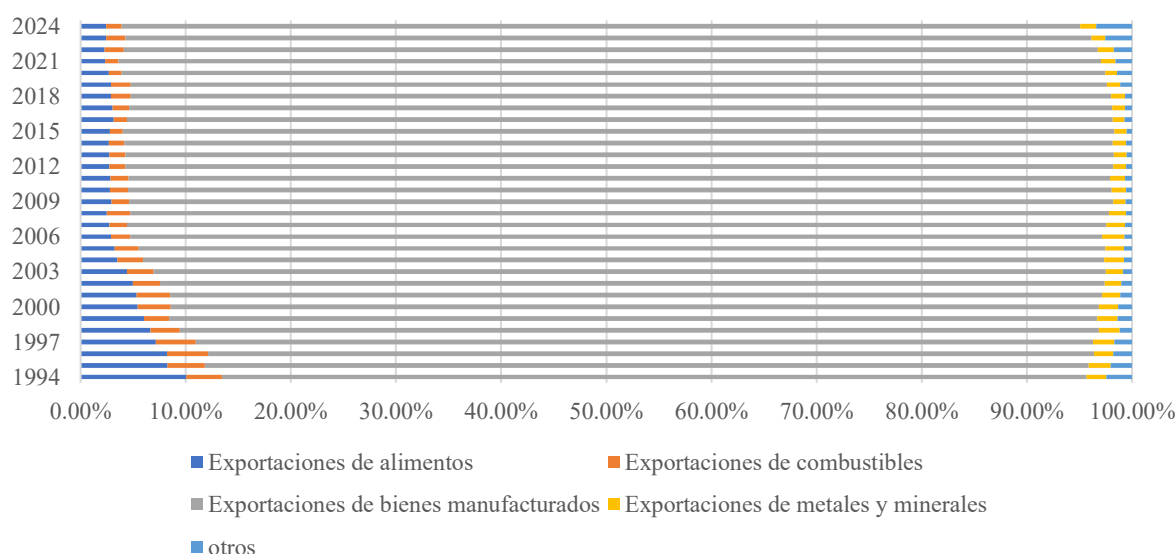 2024
2021
2018
2015
2012
2009
2006
2003
2000
1997
1994
0.00% 10.00% 20.00% 30.00% 40.00% 50.00% 60.00% 70.00% 80.00% 90.00% 100.00%
Exportaciones de alimentos Exportaciones de combustibles
Exportaciones de bienes manufacturados Exportaciones de metales y minerales
otros